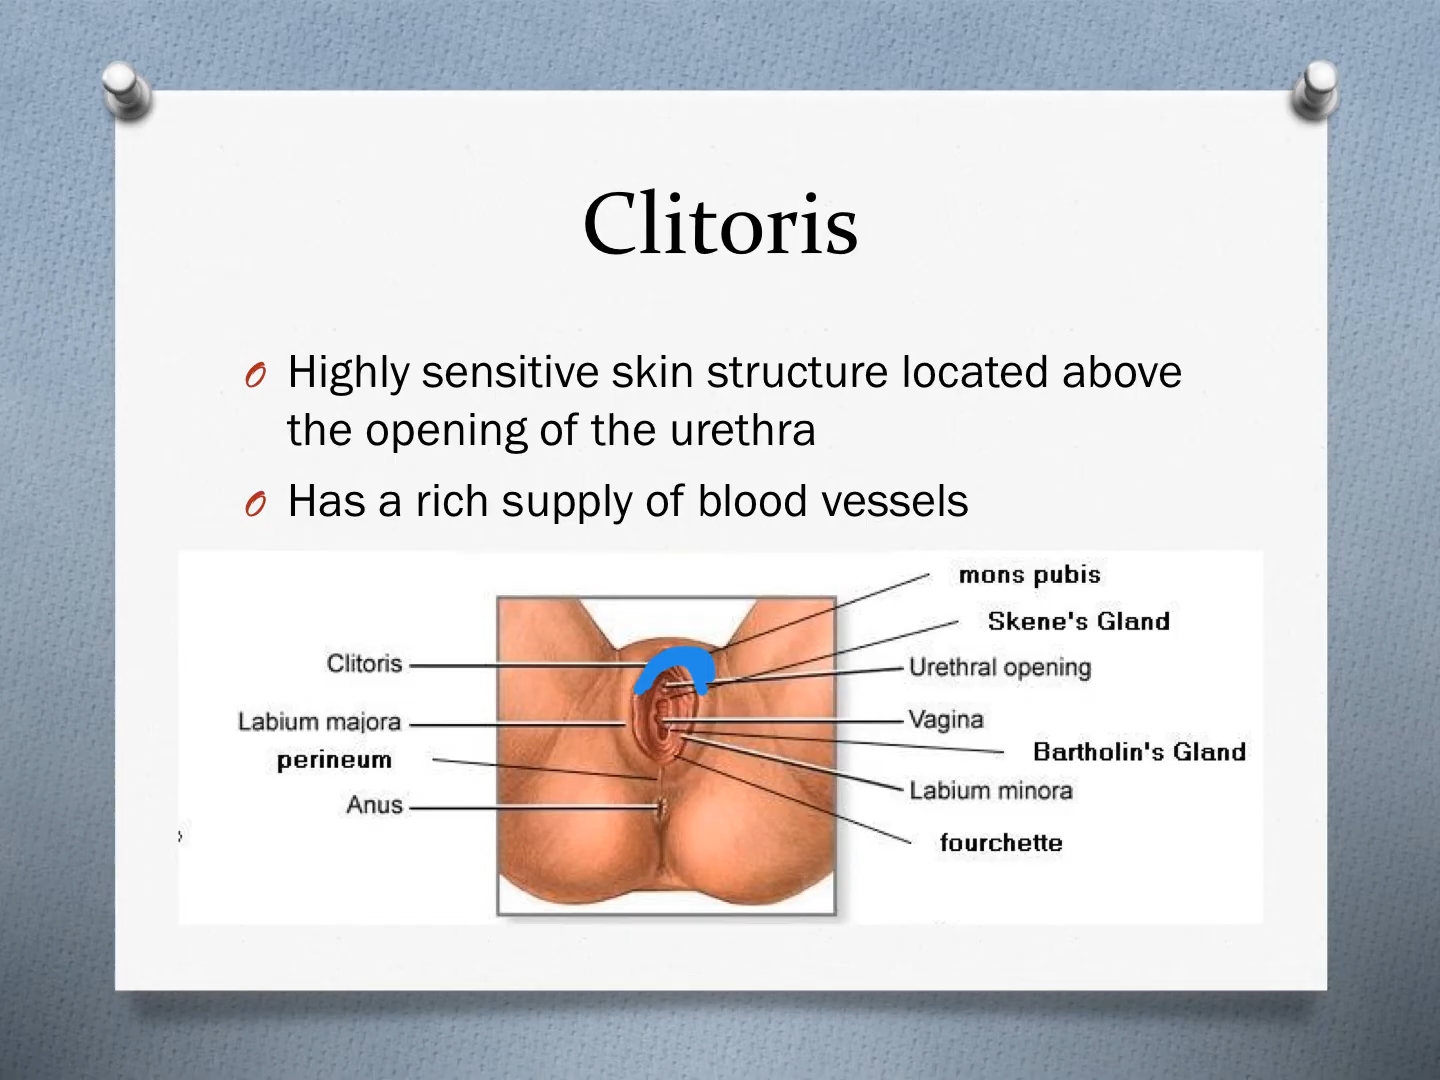 Clitoris
Highly sensitive skin structure located above
the opening of the urethra
Has a rich supply of blood vessels
mons pubis
Skene's Gland
Clitoris
Urethral opening
Labium majora
Vagina
perineum
Bartholin's Gland
Anus
Labium minora
fourchette